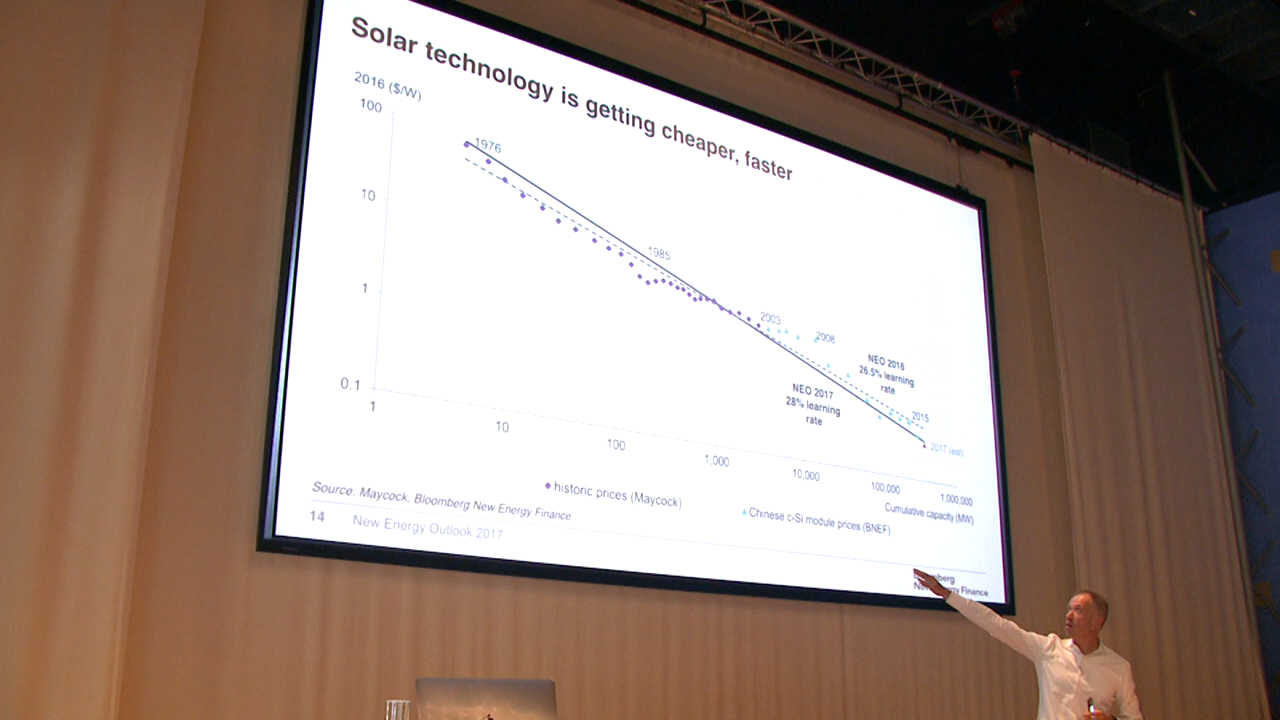 Solar technology is getting cheaper, faster
2016 ($/W)
100
10
1
0.1
1
10
100
1,000
10,000
100,000
1,000,000
Cumulative capacity (MW)
1976
1985
2003
2008
2015
2017 (est)
NEO 2016
26.5% learning
rate
NEO 2017
28% learning
rate
historic prices (Maycock)
Chinese c-Si module prices (BNEF)
Source. Maycock, Bloomberg New Energy Finance
14 New Energy Outlook 2017
Finance